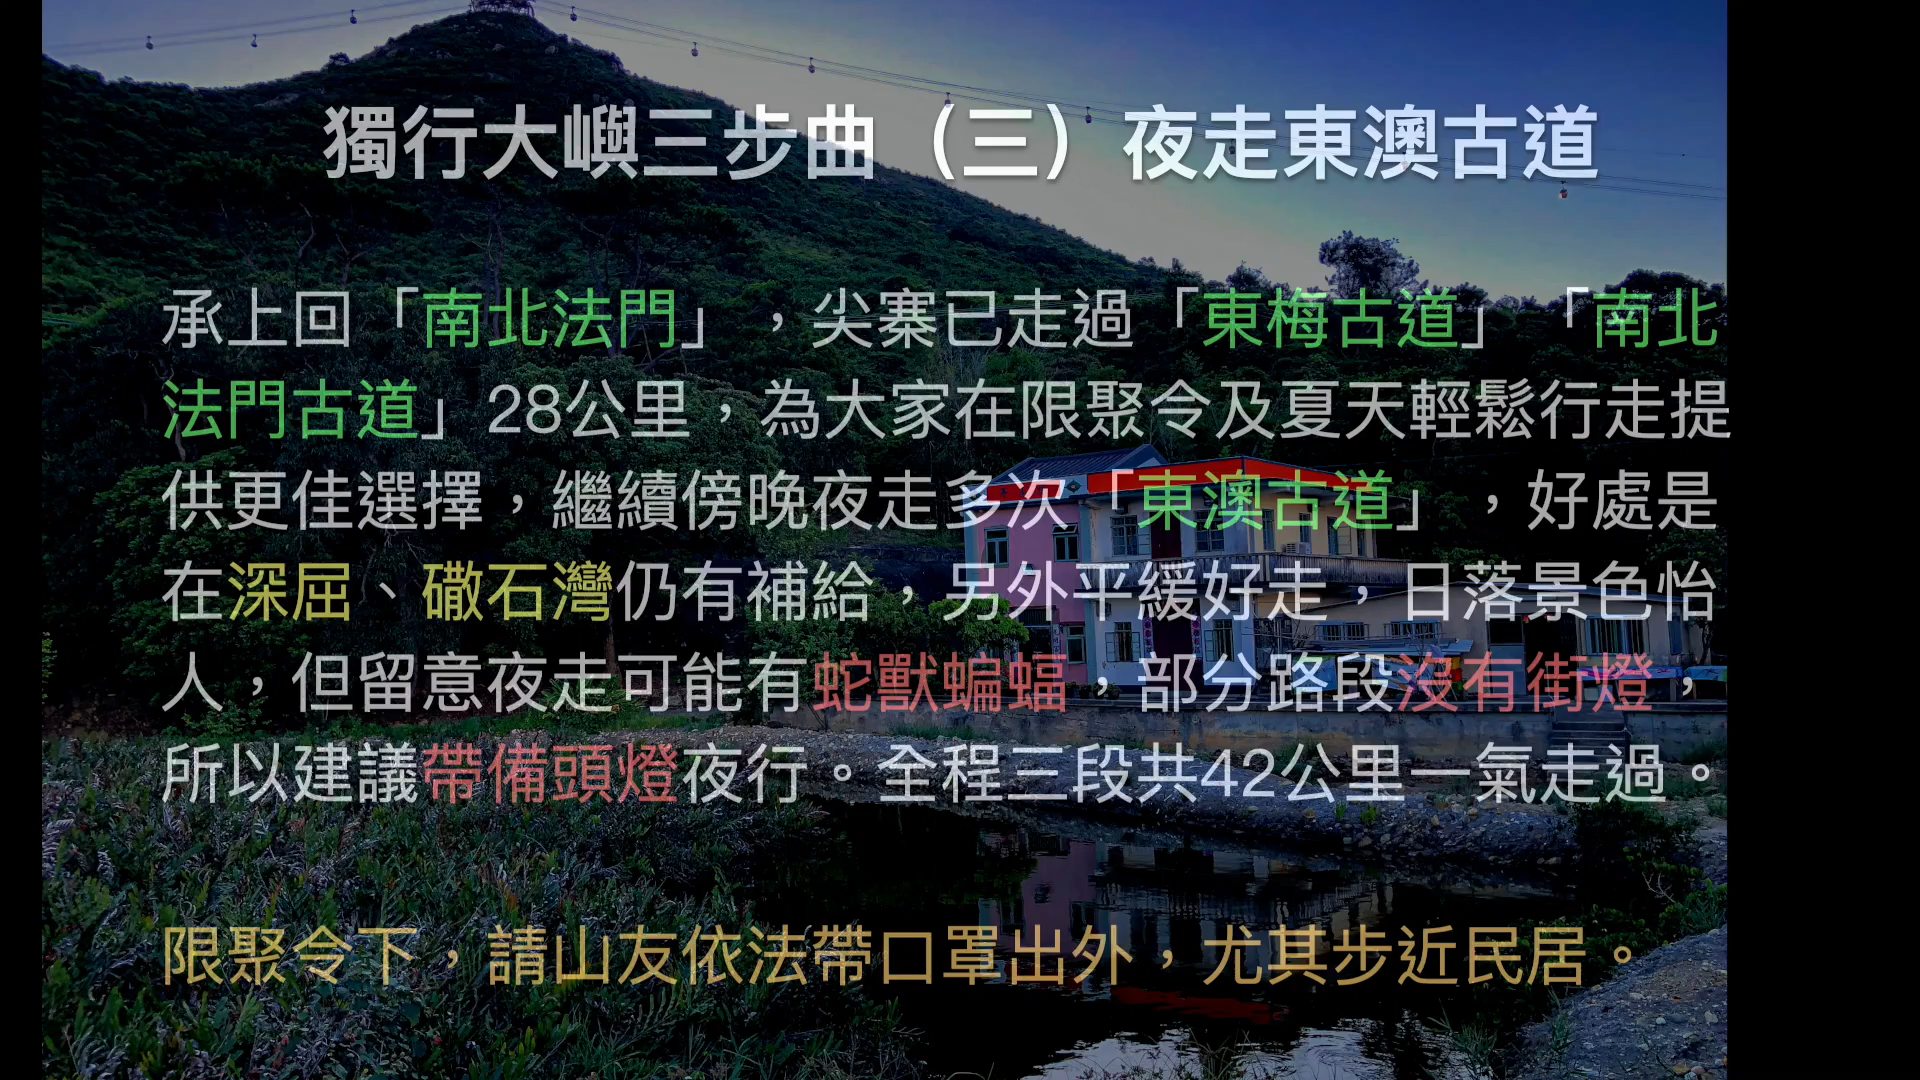 獨行大嶼三步曲（三）夜走東澳古道
承上回「南北法門」，尖寨已走過「東梅古道」「南北
法門古道」28公里，為大家在限聚令及夏天輕鬆行走提
供更佳選擇，繼續傍晚夜走多次「東澳古道」，好處是
在深屈、䃟石灣仍有補給，另外平緩好走，日落景色怡
人，但留意夜走可能有蛇獸蝙蝠，部分路段沒有街燈，
所以建議帶備頭燈夜行。全程三段共42公里一氣走過。
限聚令下，請山友依法帶口罩出外，尤其步近民居。